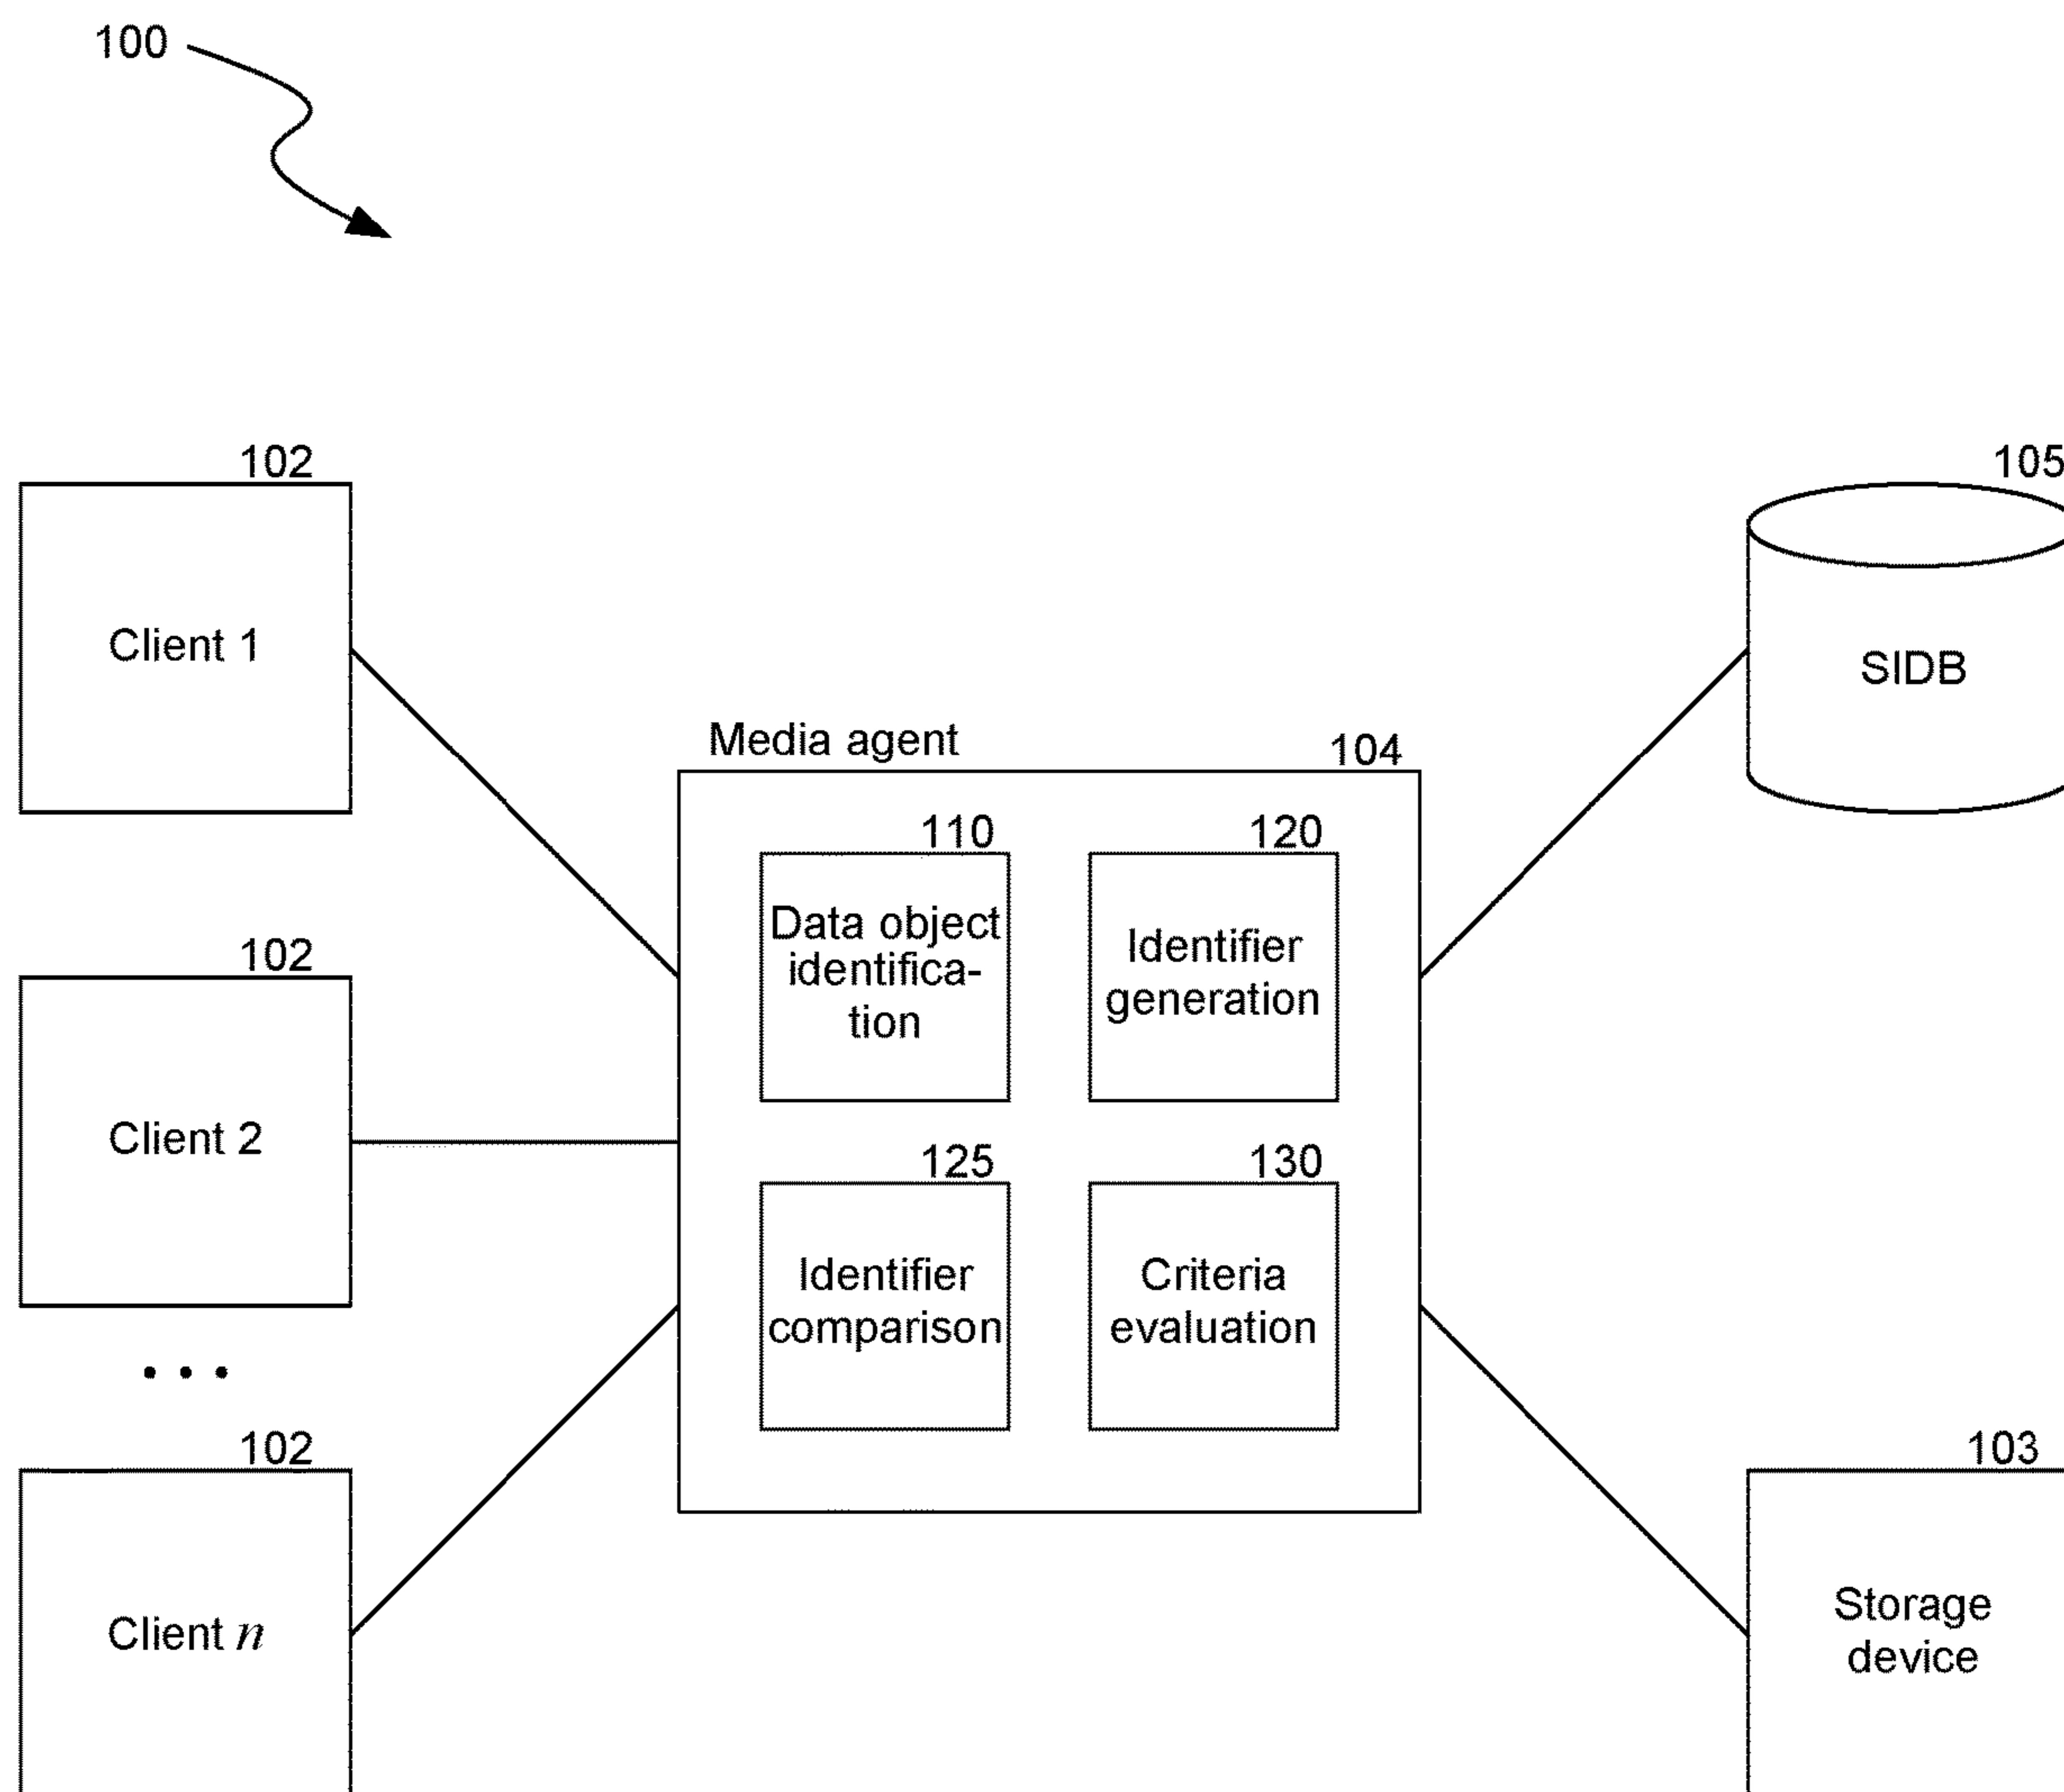 100
102
Client 1
105
SIDB
Media agent
104
110
Data object
identifica-
tion
120
Identifier
generation
102
Client 2
125
Identifier
comparison
130
Criteria
evaluation
...
102
Client n
103
Storage
device